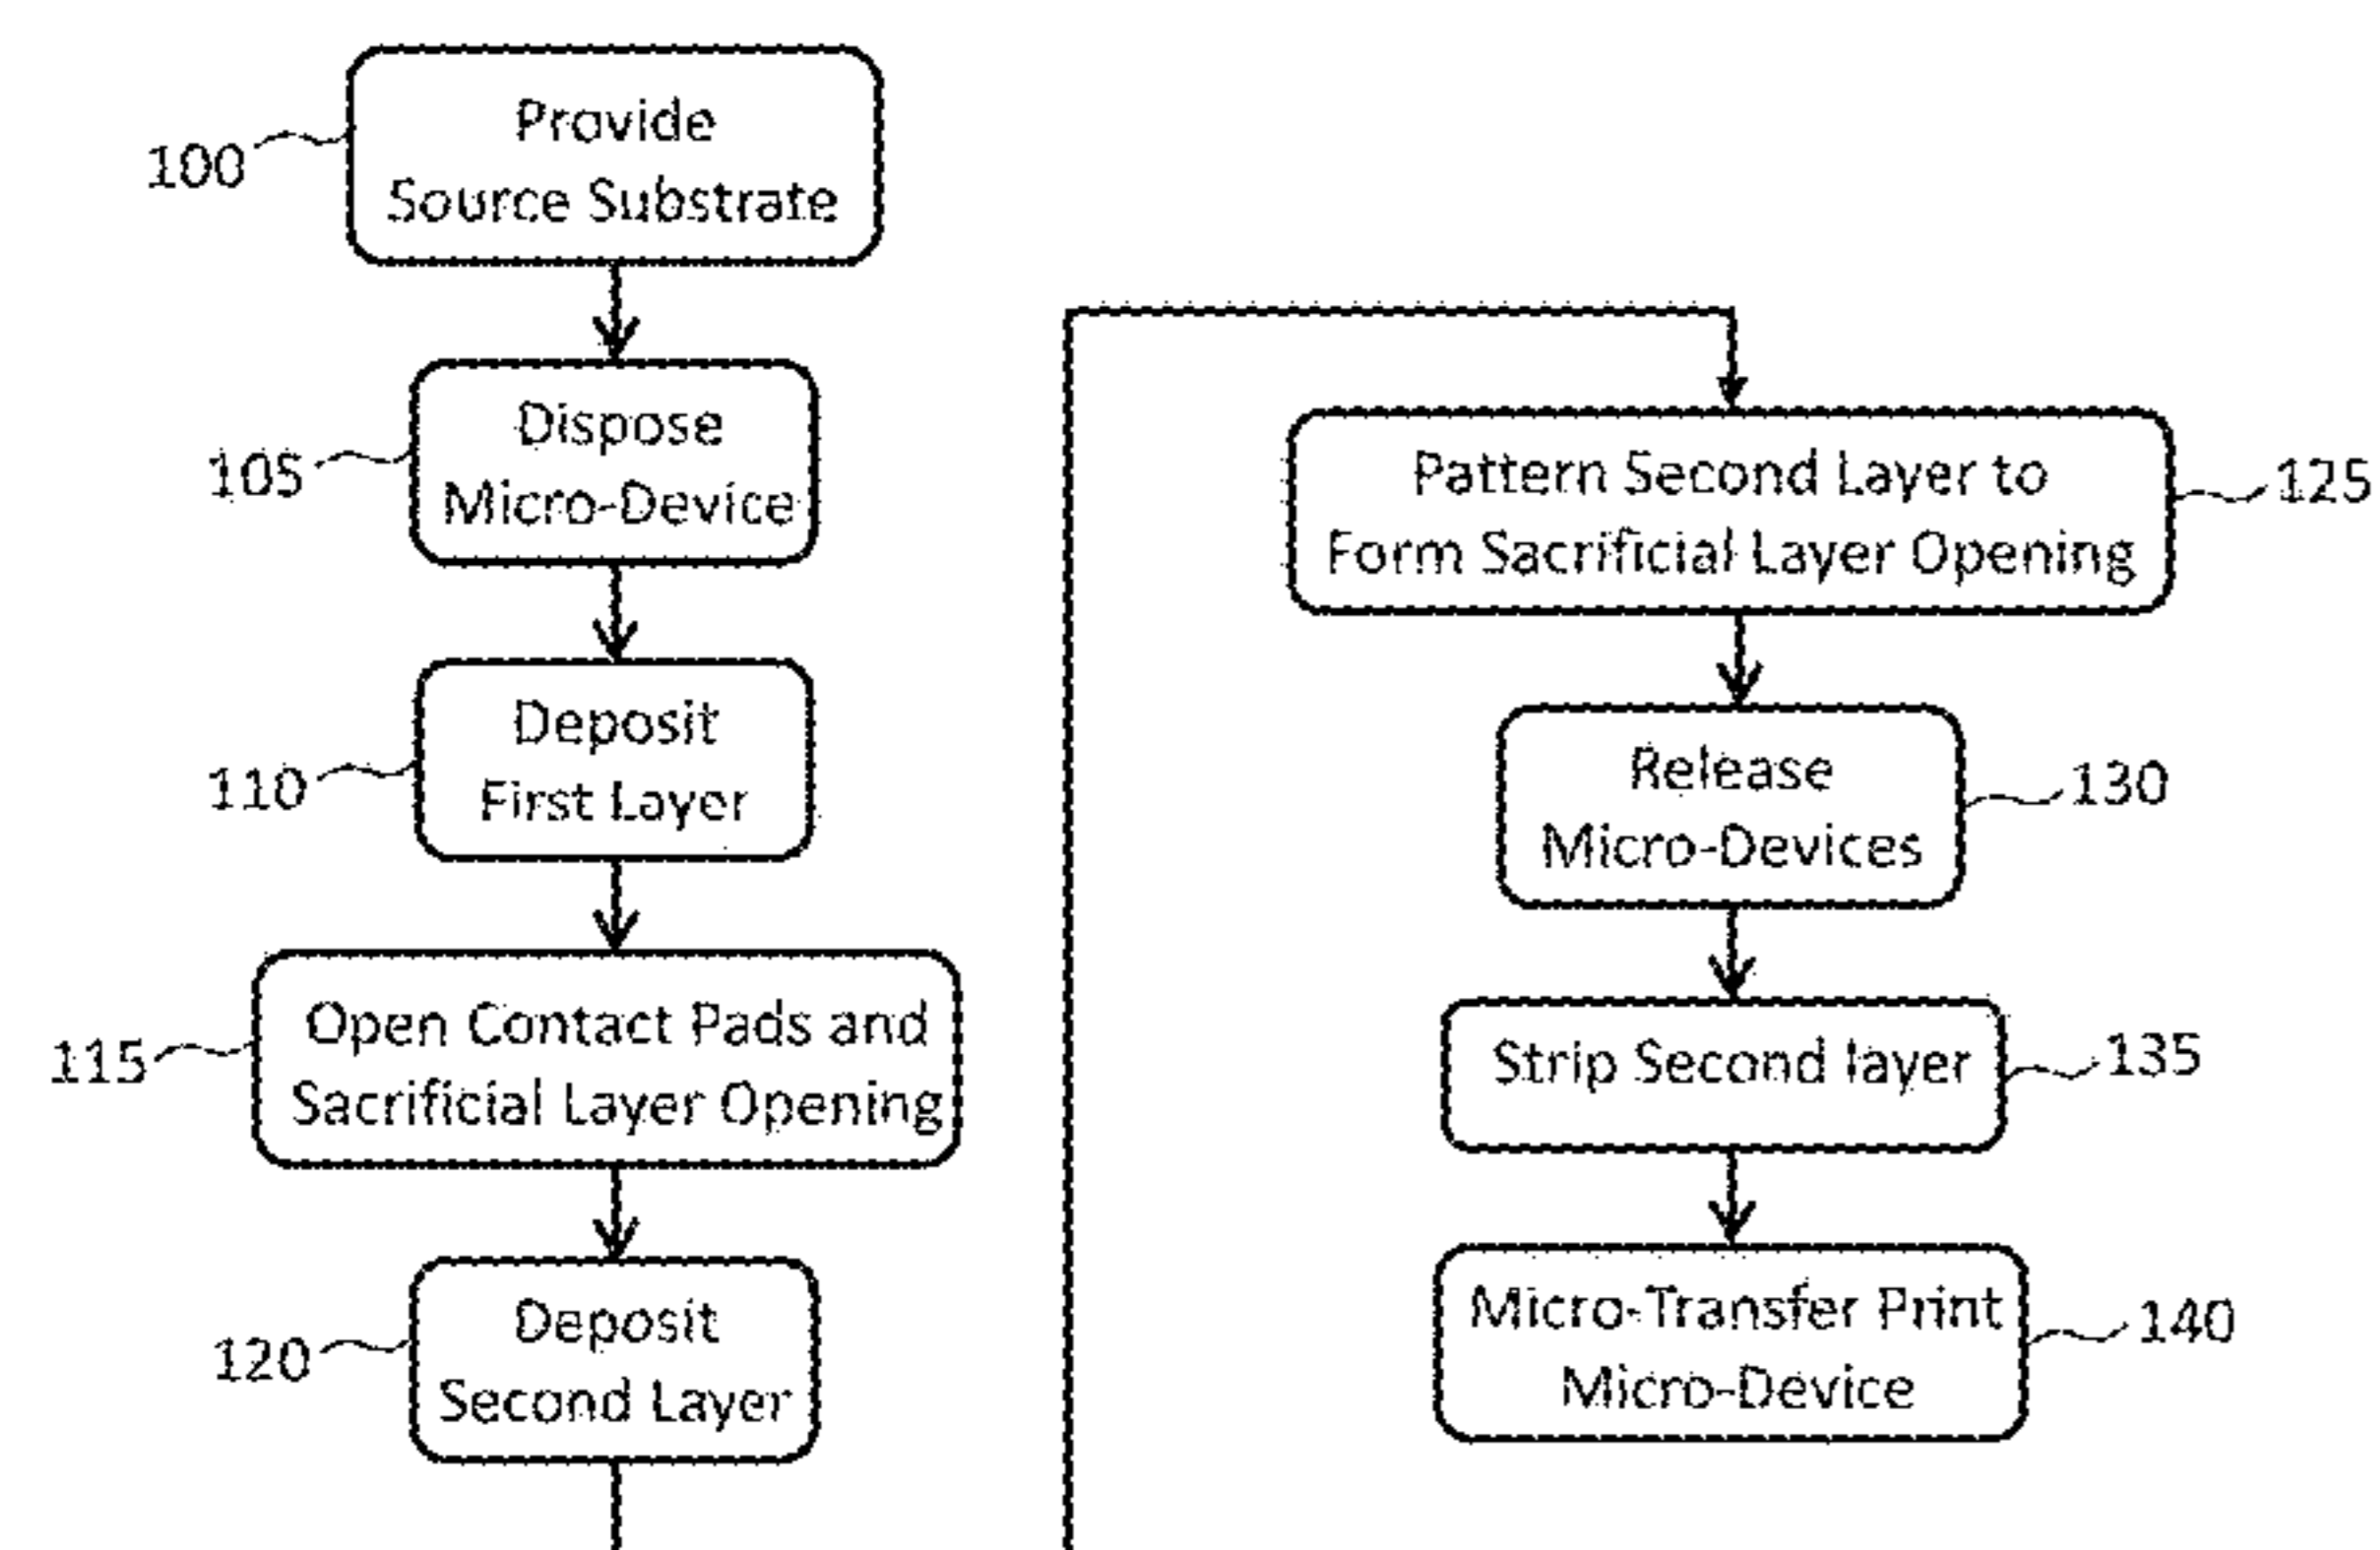 100
Provide
Source Substrate
105
Dispose
Micro-Device
110
Deposit
First Layer
115
Open Contact Pads and
Sacrificial Layer Opening
120
Deposit
Second Layer
Pattern Second Layer to
Form Sacrificial Layer Opening
125
Release
Micro-Devices
130
Strip Second layer
135
Micro-Transfer Print
Micro-Device
140